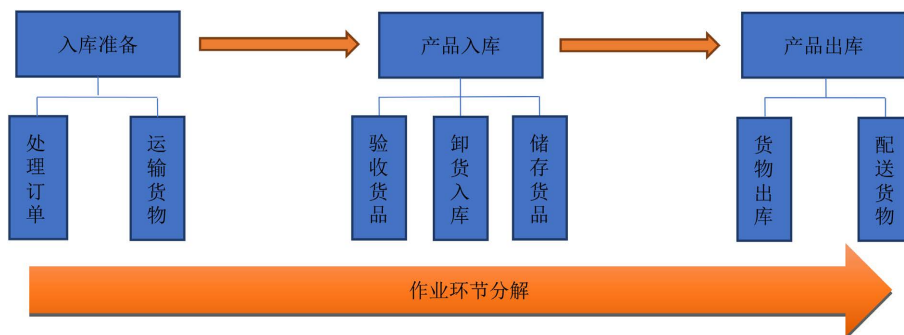 入库准备
产品入库
产品出库
处理订单
运输货物
验收货品
卸货入库
储存货品
货物出库
配送货物
作业环节分解